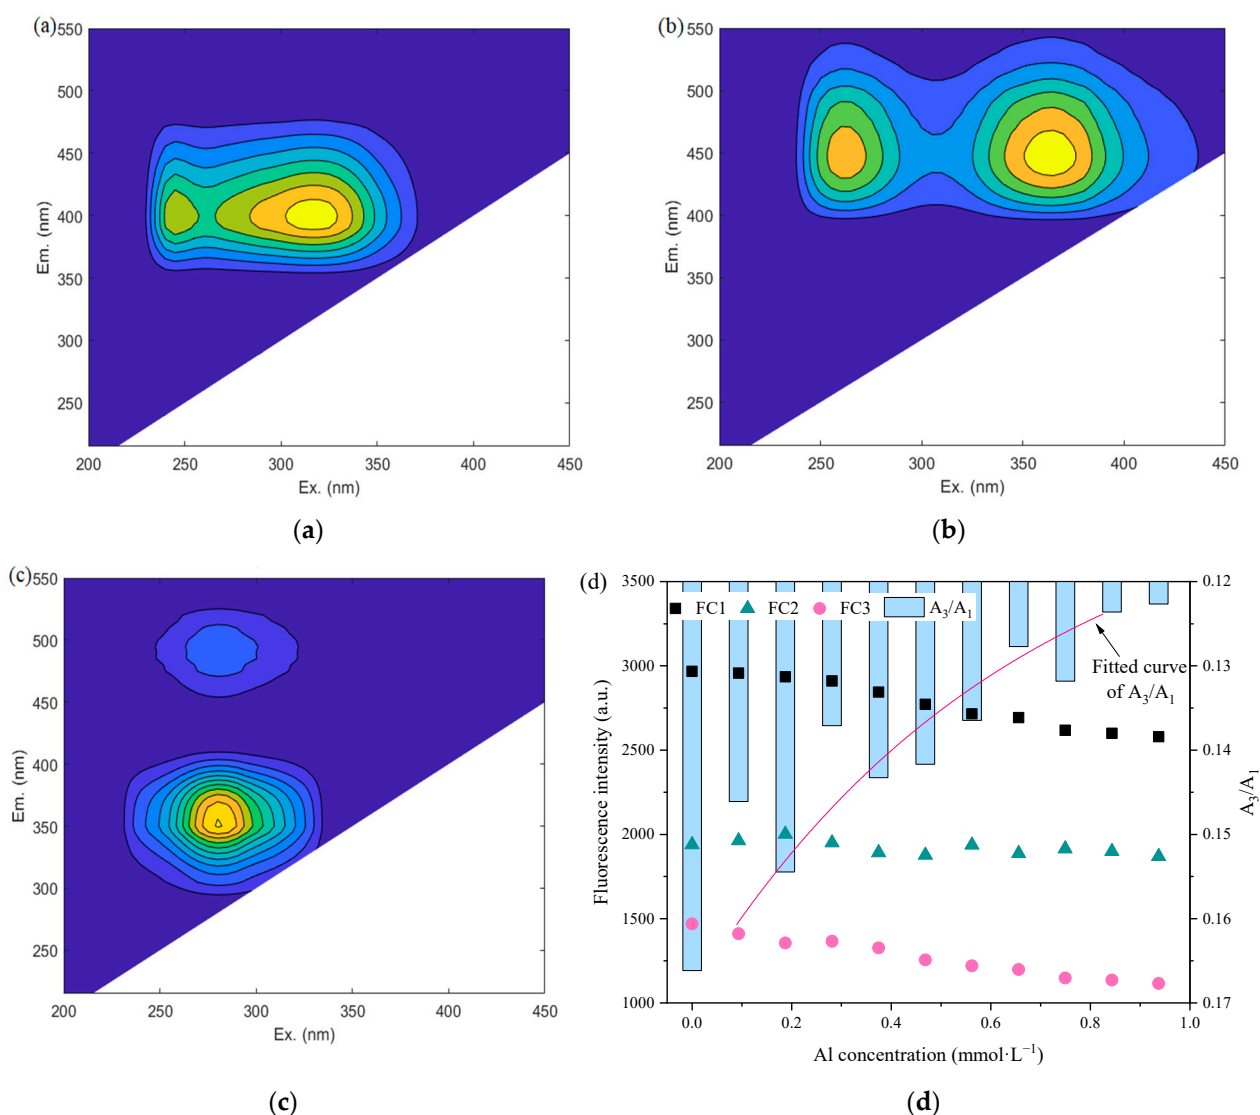 (a)
550
500
450
400
350
300
250
Em. (nm)
200 250 300 350 400 450
Ex. (nm)
(a)
(b)
550
500
450
400
350
300
250
Em. (nm)
200 250 300 350 400 450
Ex. (nm)
(b)
(c)
550
500
450
400
350
300
250
Em. (nm)
200 250 300 350 400 450
Ex. (nm)
(c)
(d)
3500
3000
2500
2000
1500
1000
Fluorescence intensity (a.u.)
FC1 FC2 FC3 A₃/A₁
Fitted curve
of A₃/A₁
0.12
0.13
0.14
0.15
0.16
0.17
A₃/A₁
0.0 0.2 0.4 0.6 0.8 1.0
Al concentration (mmol·L⁻¹)
(d)